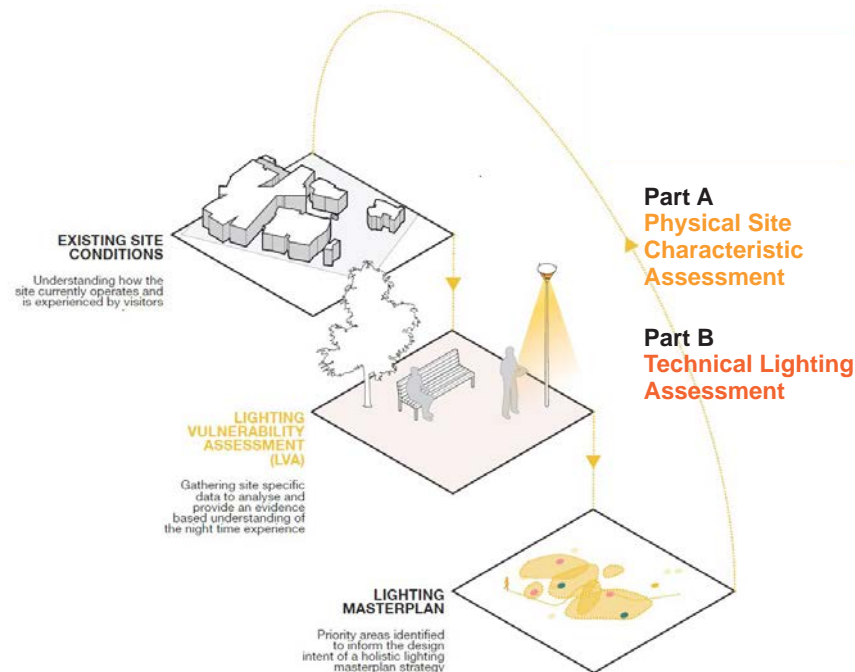 EXISTING SITE
CONDITIONS
Understanding how the
site currently operates and
is experienced by visitors
LIGHTING
VULNERABILITY
ASSESSMENT
(LVA)
Gathering site specific
data to analyse and
provide an evidence
based understanding of
the night time experience
LIGHTING
MASTERPLAN
Priority areas identified
to inform the design
intent of a holistic lighting
masterplan strategy
Part A
Physical Site
Characteristic
Assessment
Part B
Technical Lighting
Assessment